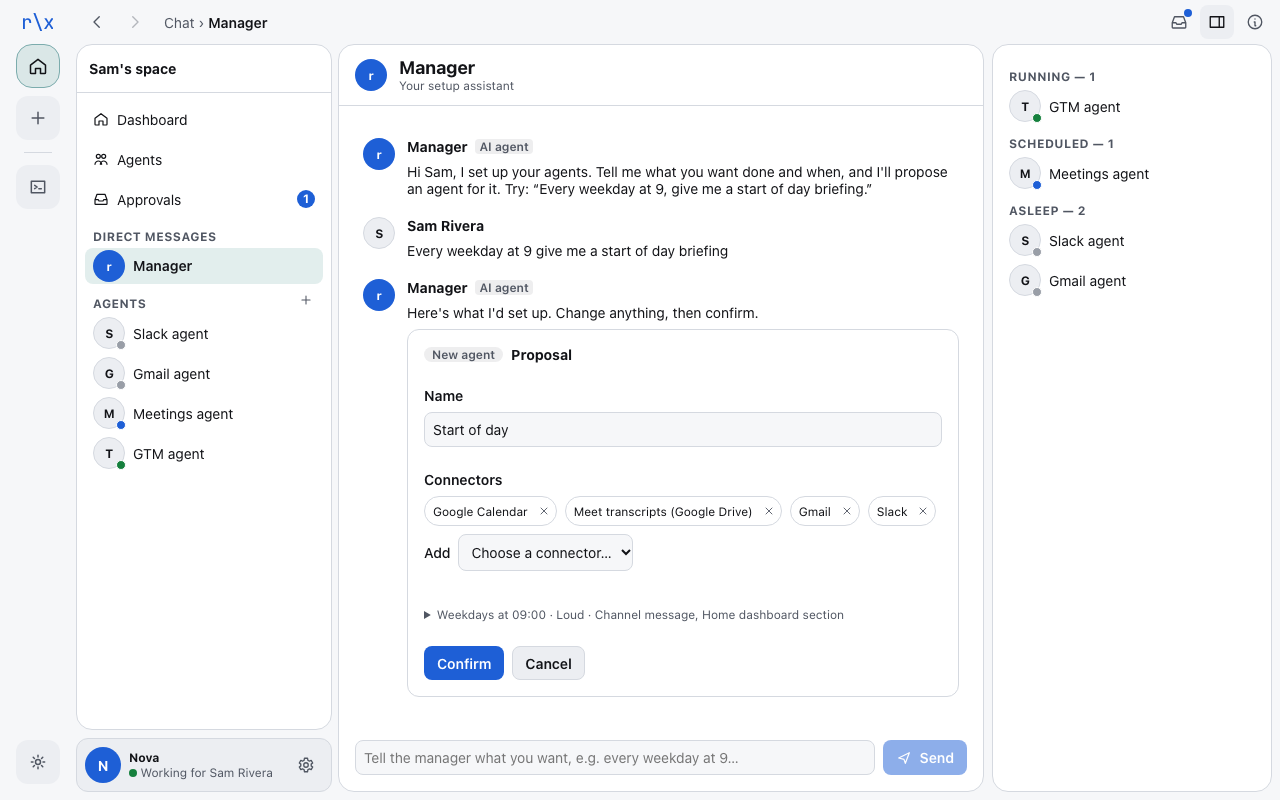 r\x
Chat › Manager
Sam's space
Dashboard
Agents
Approvals 1
DIRECT MESSAGES
r Manager
AGENTS
S Slack agent
G Gmail agent
M Meetings agent
T GTM agent
N Nova
Working for Sam Rivera
r Manager
Your setup assistant
r Manager AI agent
Hi Sam, I set up your agents. Tell me what you want done and when, and I'll propose
an agent for it. Try: “Every weekday at 9, give me a start of day briefing.”
S Sam Rivera
Every weekday at 9 give me a start of day briefing
r Manager AI agent
Here's what I'd set up. Change anything, then confirm.
New agent Proposal
Name
Start of day
Connectors
Google Calendar × Meet transcripts (Google Drive) × Gmail × Slack ×
Add Choose a connector...
Weekdays at 09:00 · Loud · Channel message, Home dashboard section
Confirm Cancel
Tell the manager what you want, e.g. every weekday at 9... Send
RUNNING — 1
T GTM agent
SCHEDULED — 1
M Meetings agent
ASLEEP — 2
S Slack agent
G Gmail agent